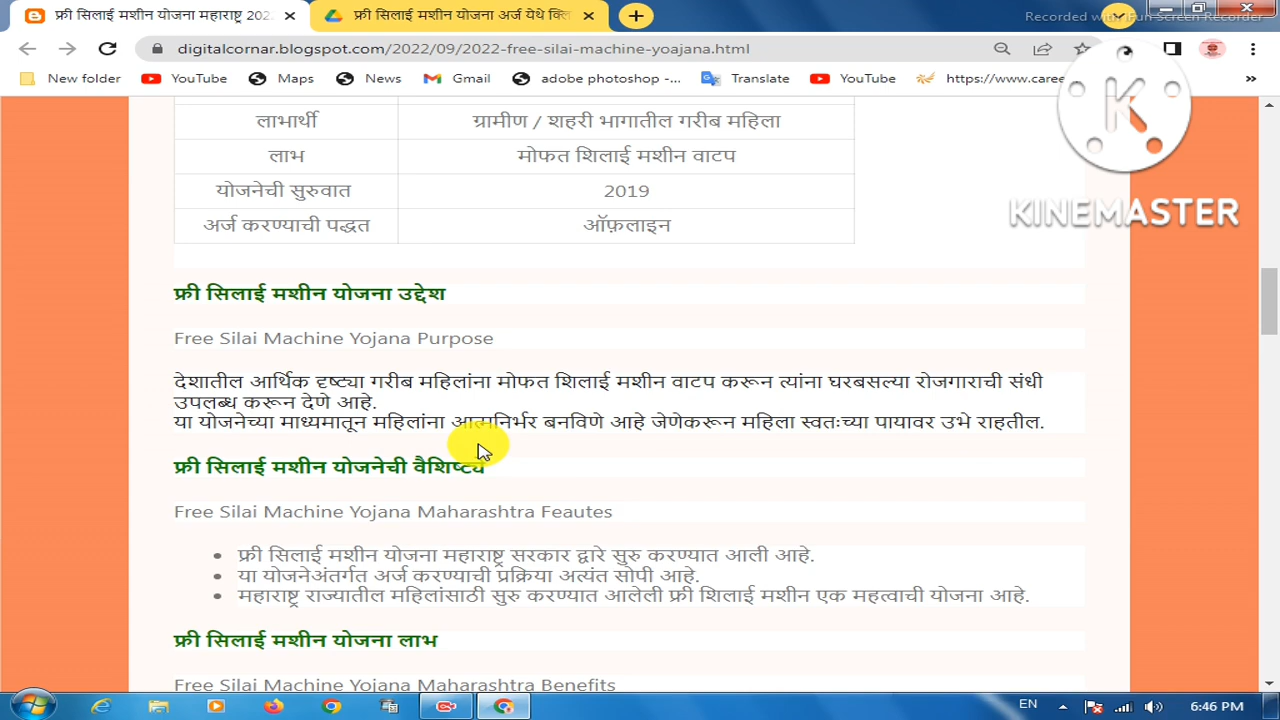 फ्री सिलाई मशीन योजना महाराष्ट्र 202
फ्री सिलाई मशीन योजना अर्ज येथे क्लि
Recorded with iFun Screen Recorder
digitalcornar.blogspot.com/2022/09/2022-free-silai-machine-yoajana.html
New folder YouTube Maps News Gmail adobe photoshop -... Translate YouTube https://www.caree »
लाभार्थी ग्रामीण / शहरी भागातील गरीब महिला
लाभ मोफत शिलाई मशीन वाटप
योजनेची सुरुवात 2019
अर्ज करण्याची पद्धत ऑफ़लाइन
K
KINEMASTER
फ्री सिलाई मशीन योजना उद्देश
Free Silai Machine Yojana Purpose
देशातील आर्थिक दृष्ट्या गरीब महिलांना मोफत शिलाई मशीन वाटप करून त्यांना घरबसल्या रोजगाराची संधी
उपलब्ध करून देणे आहे.
या योजनेच्या माध्यमातून महिलांना आत्मनिर्भर बनविणे आहे जेणेकरून महिला स्वतःच्या पायावर उभे राहतील.
फ्री सिलाई मशीन योजनेची वैशिष्ट्य
Free Silai Machine Yojana Maharashtra Feautes
• फ्री सिलाई मशीन योजना महाराष्ट्र सरकार द्वारे सुरु करण्यात आली आहे.
• या योजनेअंतर्गत अर्ज करण्याची प्रक्रिया अत्यंत सोपी आहे.
• महाराष्ट्र राज्यातील महिलांसाठी सुरु करण्यात आलेली फ्री शिलाई मशीन एक महत्वाची योजना आहे.
फ्री सिलाई मशीन योजना लाभ
Free Silai Machine Yojana Maharashtra Benefits
EN 6:46 PM